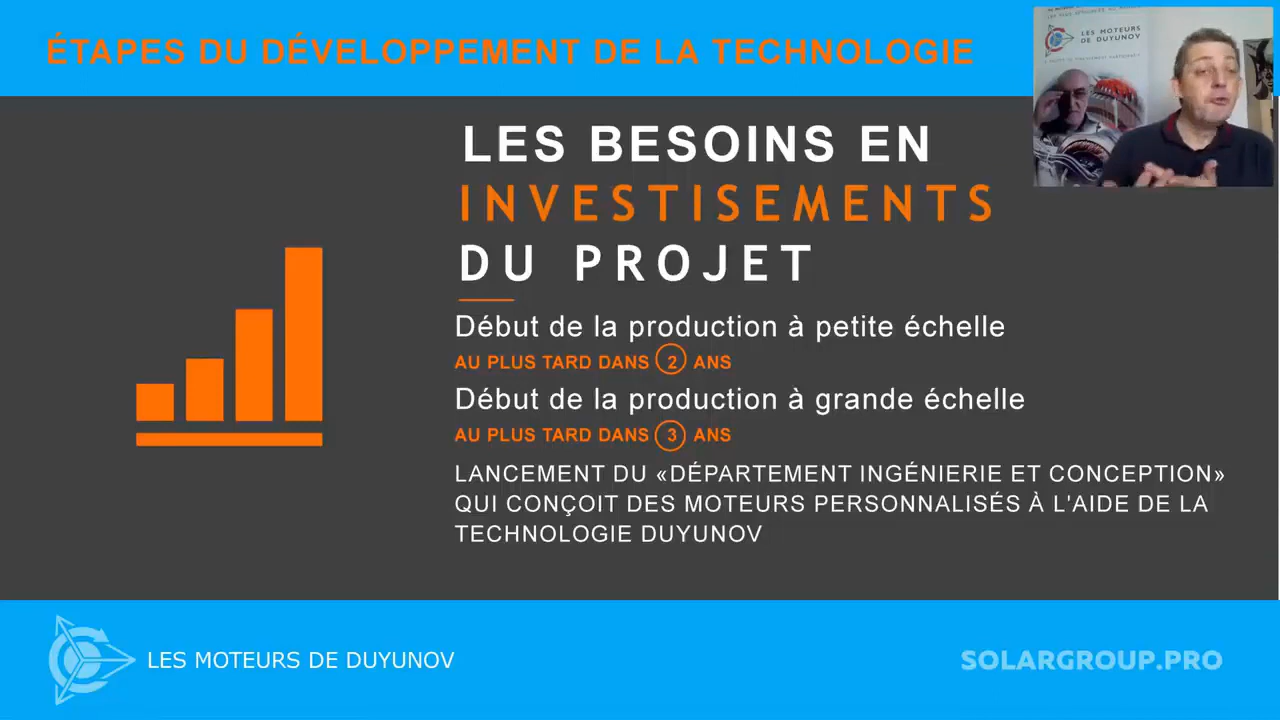 ÉTAPES DU DÉVELOPPEMENT DE LA TECHNOLOGIE
LES MOTEURS
DE DUYUNOV
LES BESOINS EN
INVESTISEMENTS
DU PROJET
Début de la production à petite échelle
AU PLUS TARD DANS 2 ANS
Début de la production à grande échelle
AU PLUS TARD DANS 3 ANS
LANCEMENT DU «DÉPARTEMENT INGÉNIERIE ET CONCEPTION»
QUI CONÇOIT DES MOTEURS PERSONNALISÉS À L'AIDE DE LA
TECHNOLOGIE DUYUNOV
LES MOTEURS DE DUYUNOV
SOLARGROUP.PRO